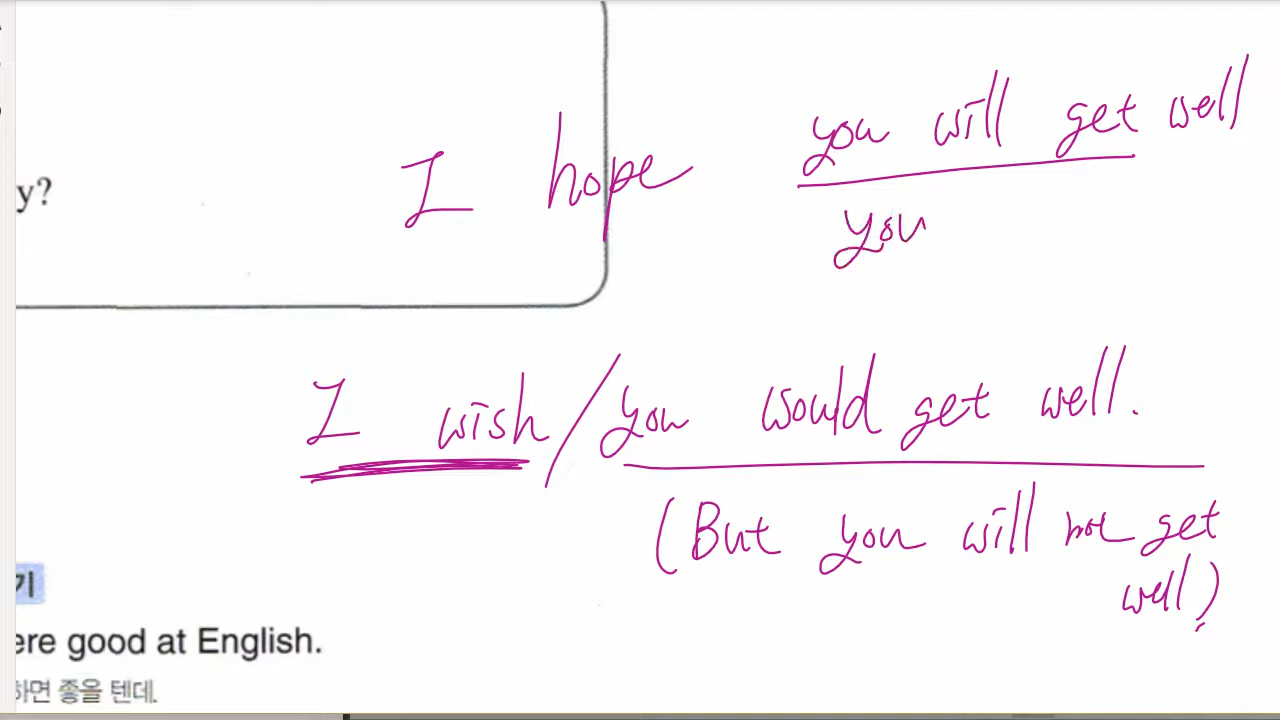 you will get well
I hope
y?
you
I wish / you would get well.
(But you will not get
well)
기
ere good at English.
하면 좋을 텐데.